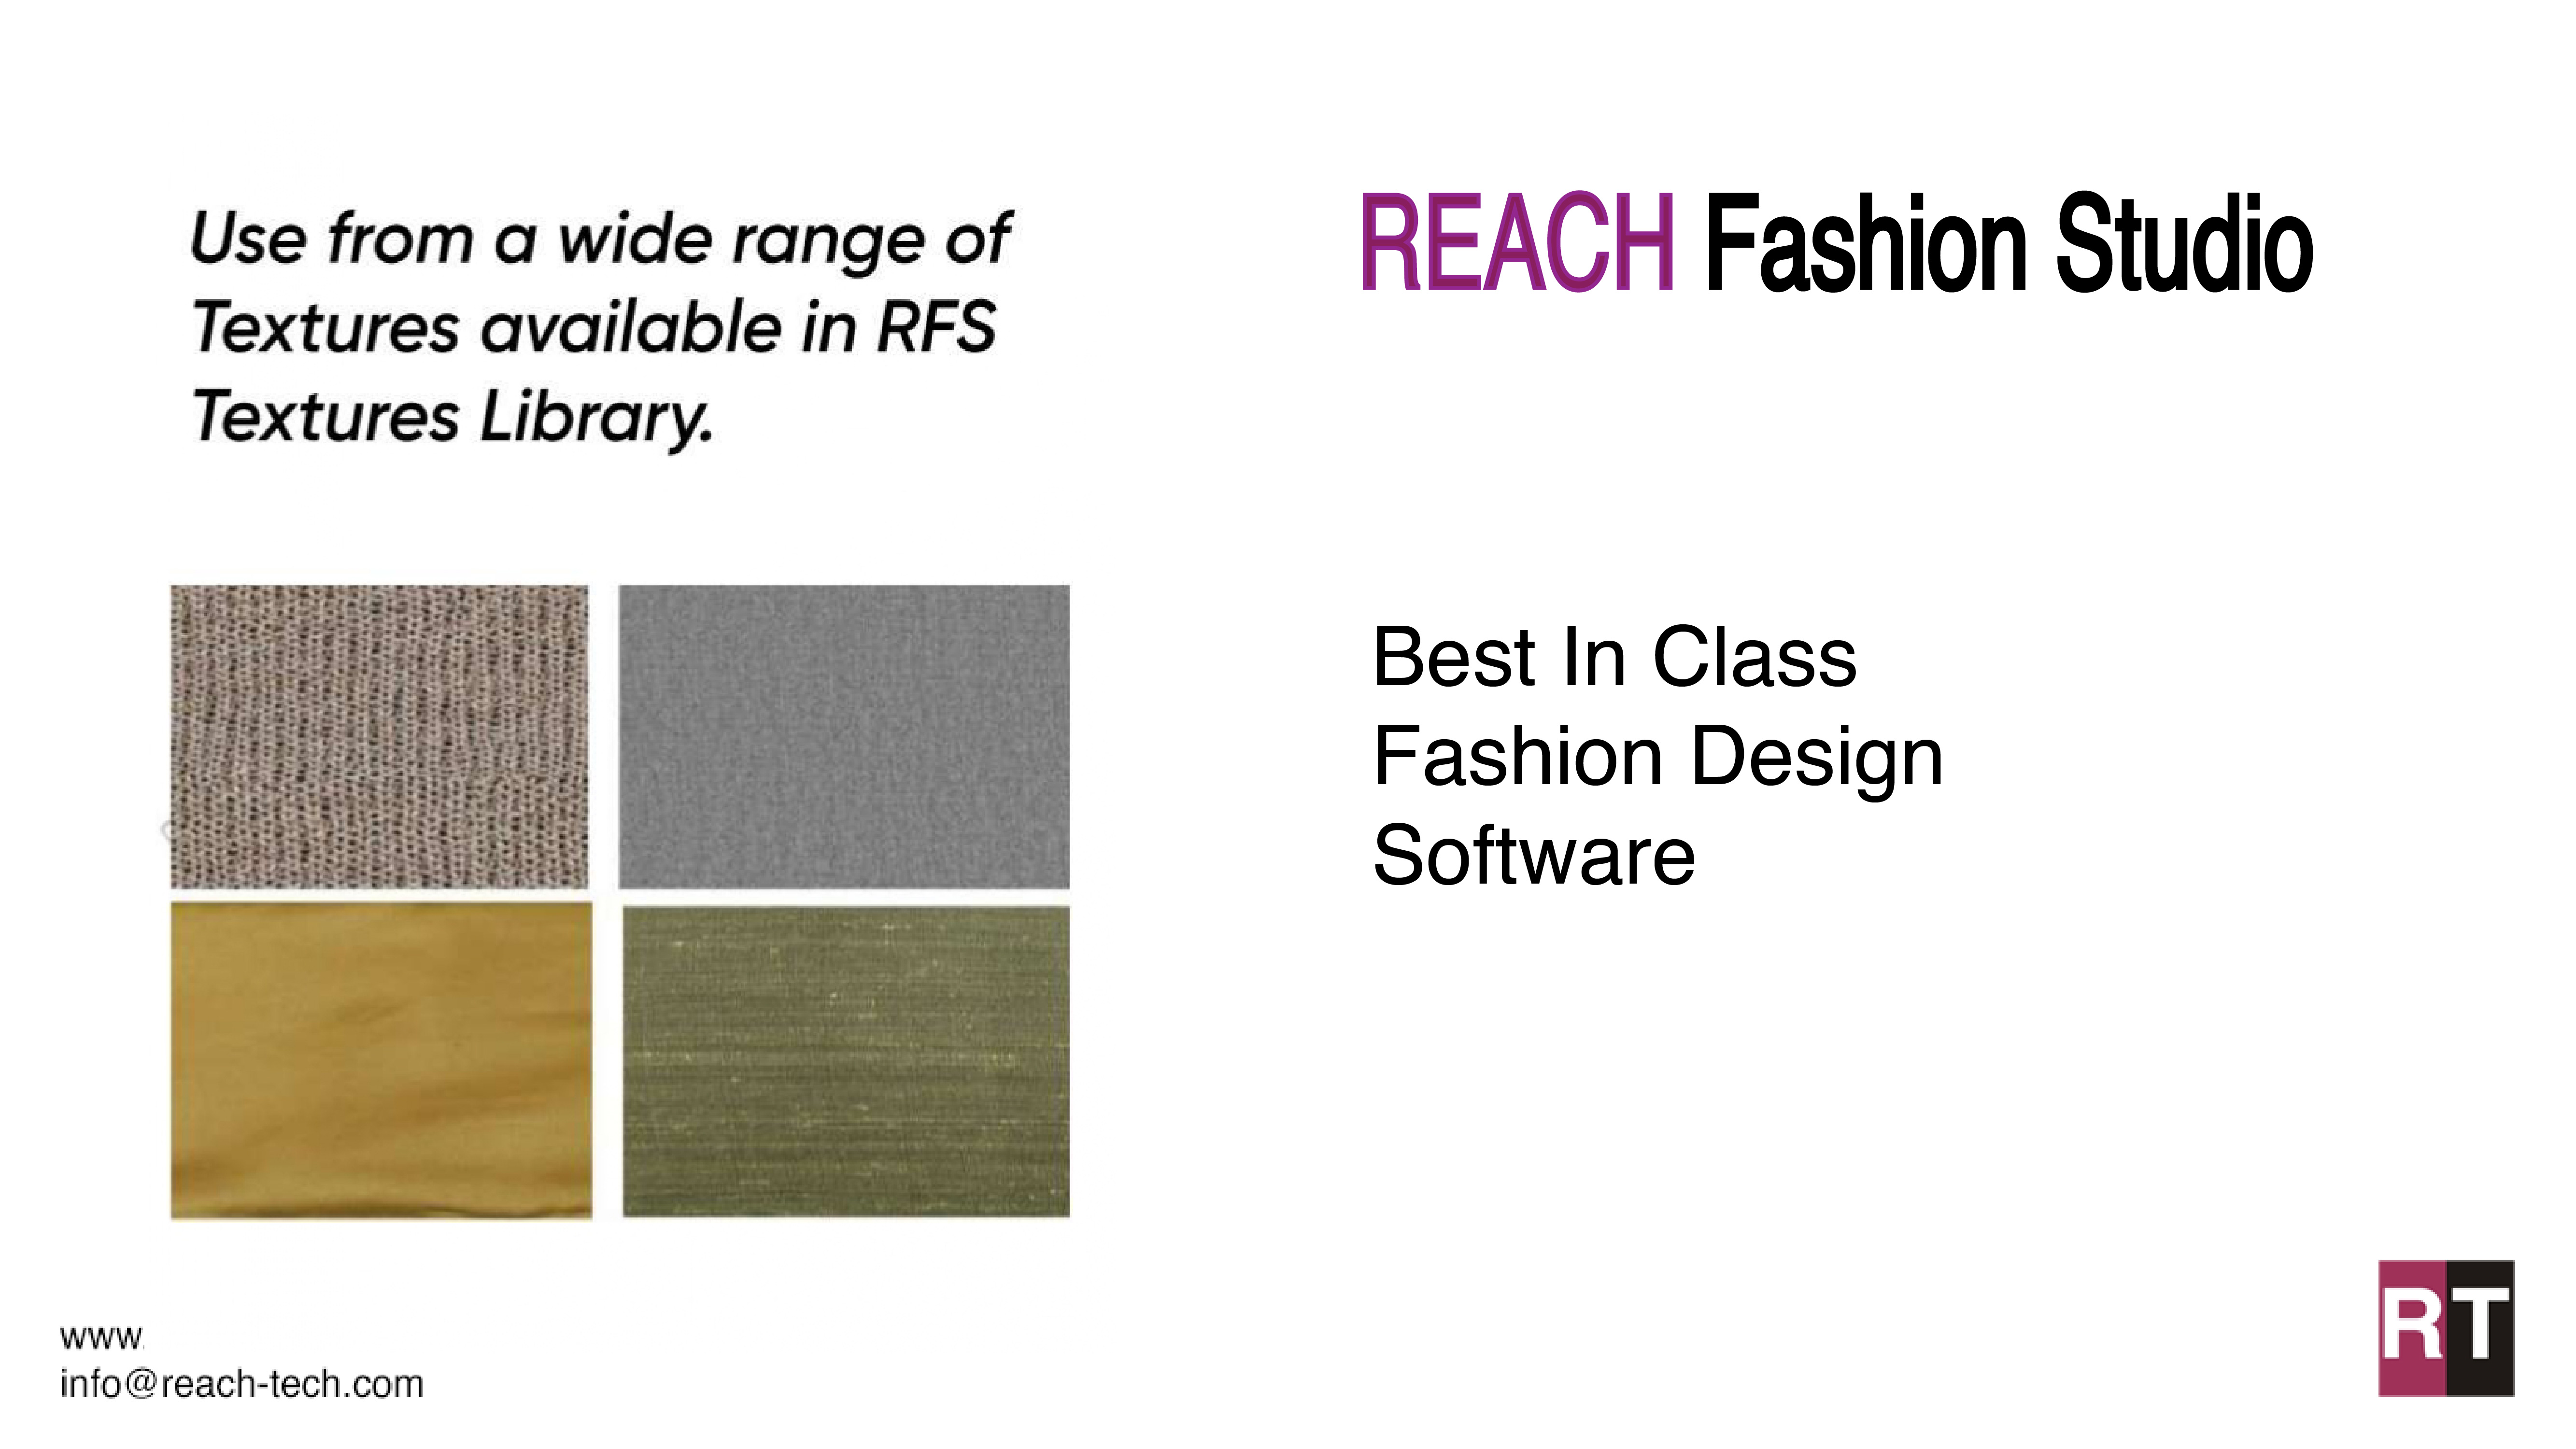 Use from a wide range of
Textures available in RFS
Textures Library.
REACH Fashion Studio
Best In Class
Fashion Design
Software
www.
info@reach-tech.com
RT